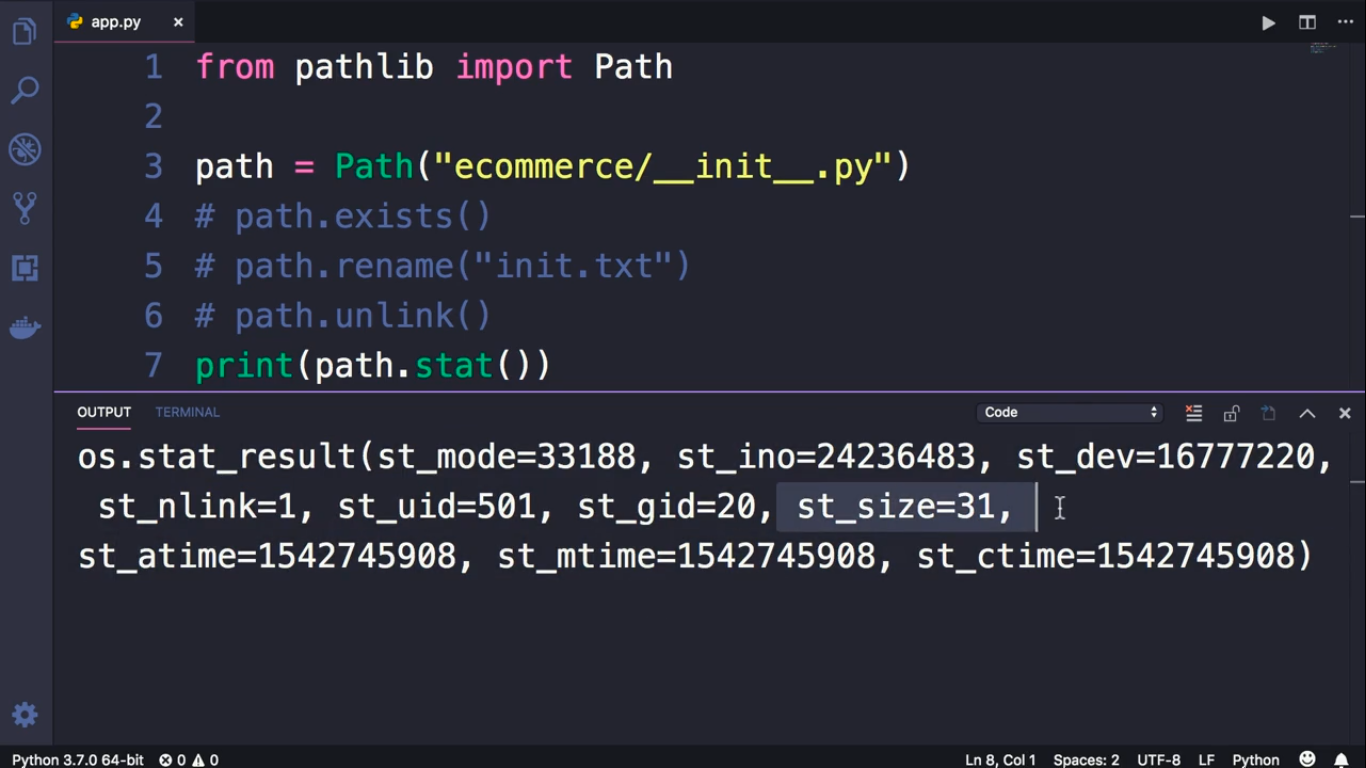 app.py
1 from pathlib import Path
2
3 path = Path("ecommerce/__init__.py")
4 # path.exists()
5 # path.rename("init.txt")
6 # path.unlink()
7 print(path.stat())
OUTPUT TERMINAL Code
os.stat_result(st_mode=33188, st_ino=24236483, st_dev=16777220,
st_nlink=1, st_uid=501, st_gid=20, st_size=31,
st_atime=1542745908, st_mtime=1542745908, st_ctime=1542745908)
Python 3.7.0 64-bit 0 0 Ln 8, Col 1 Spaces: 2 UTF-8 LF Python